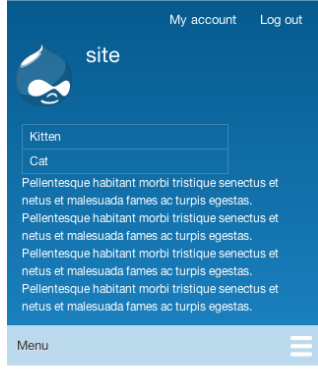 My account Log out
site
Kitten
Cat
Pellentesque habitant morbi tristique senectus et
netus et malesuada fames ac turpis egestas.
Pellentesque habitant morbi tristique senectus et
netus et malesuada fames ac turpis egestas.
Pellentesque habitant morbi tristique senectus et
netus et malesuada fames ac turpis egestas.
Pellentesque habitant morbi tristique senectus et
netus et malesuada fames ac turpis egestas.
Menu